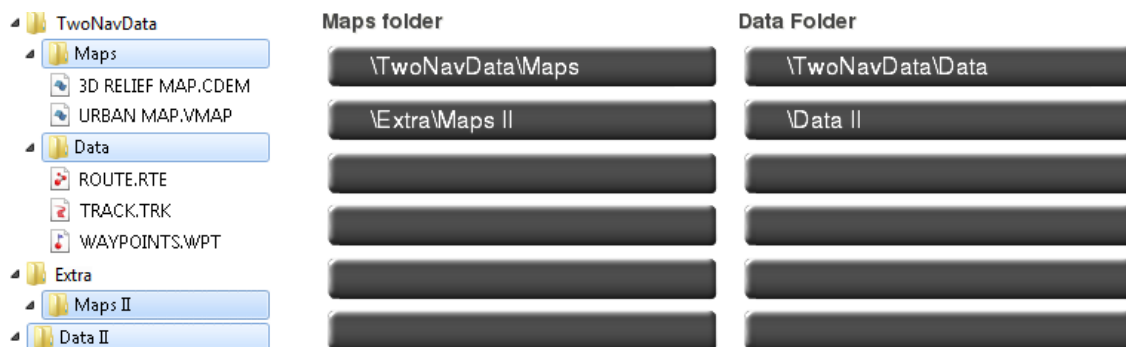 TwoNavData
Maps
3D RELIEF MAP.CDEM
URBAN MAP.VMAP
Data
ROUTE.RTE
TRACK.TRK
WAYPOINTS.WPT
Extra
Maps II
Data II
Maps folder
\TwoNavData\Maps
\Extra\Maps II
Data Folder
\TwoNavData\Data
\Data II